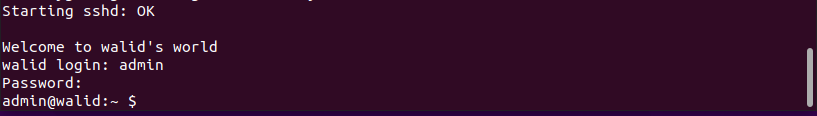 Starting sshd: OK
Welcome to walid's world
walid login: admin
Password:
admin@walid:~ $